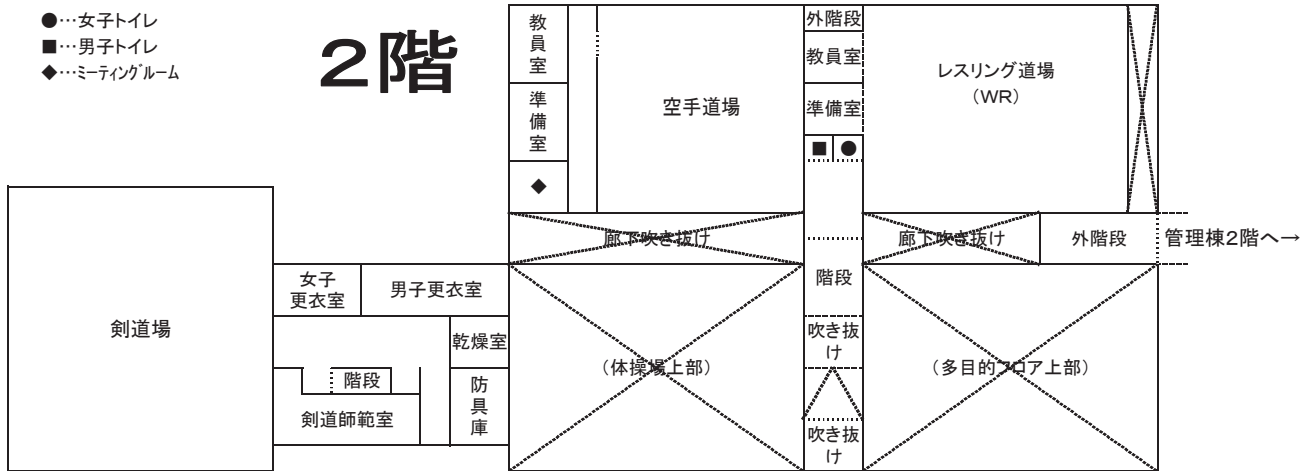 ●…女子トイレ
■…男子トイレ
◆…ミーティングルーム
2階
教員室
準備室
◆
空手道場
外階段
教員室
準備室
■
●
レスリング道場
(WR)
廊下吹き抜け
廊下吹き抜け
外階段
管理棟2階へ→
剣道場
女子
更衣室
男子更衣室
乾燥室
階段
剣道師範室
防具庫
(体操場上部)
階段
吹き抜
け
吹き抜
け
(多目的フロア上部)